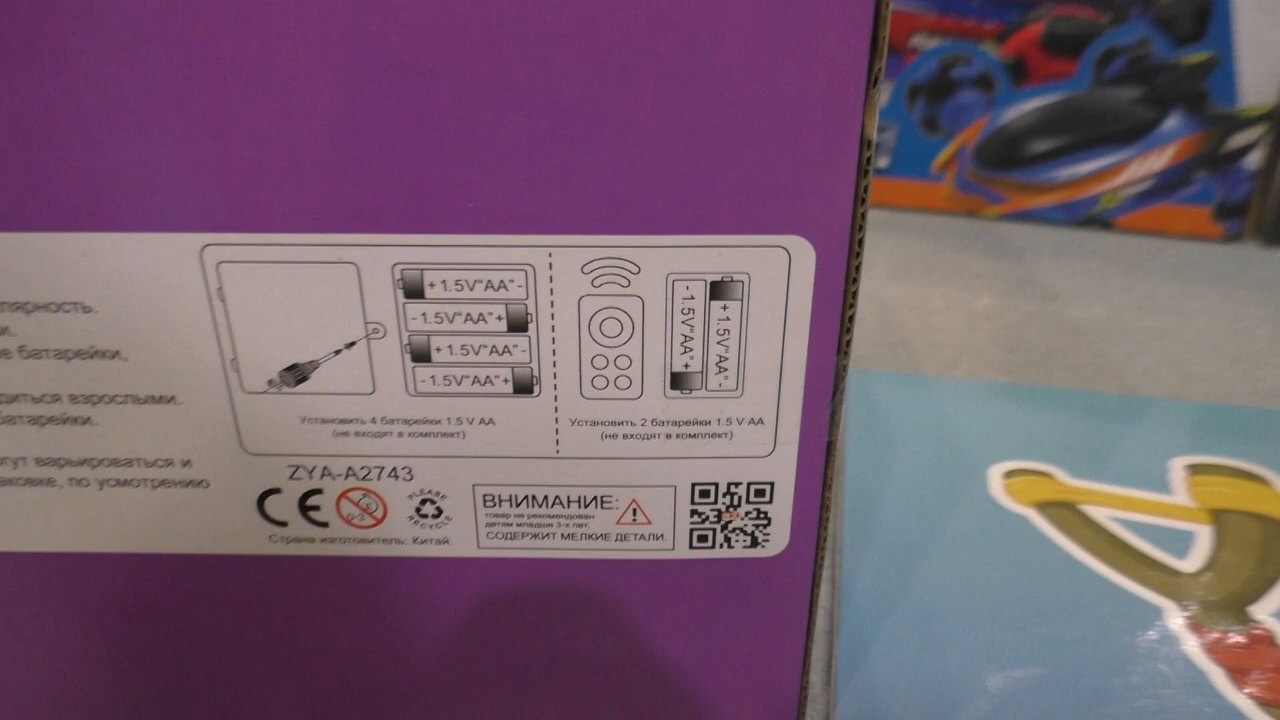 лярность.
и.
е батарейки,
диться взрослыми.
батарейки.
огут варьироваться и
аковке, по усмотрению
+1.5V"AA"-
-1.5V"AA"+
+1.5V"AA"-
-1.5V"AA"+
Установить 4 батарейки 1.5 V AA
(не входят в комплект)
-1.5V"AA"+
+1.5V"AA"-
Установить 2 батарейки 1.5 V AA
(не входят в комплект)
ZYA-A2743
CE
0-3
PLEASE
RECYCLE
ВНИМАНИЕ:
товар не рекомендован
детям младше 3-х лет.
СОДЕРЖИТ МЕЛКИЕ ДЕТАЛИ.
Страна изготовитель: Китай